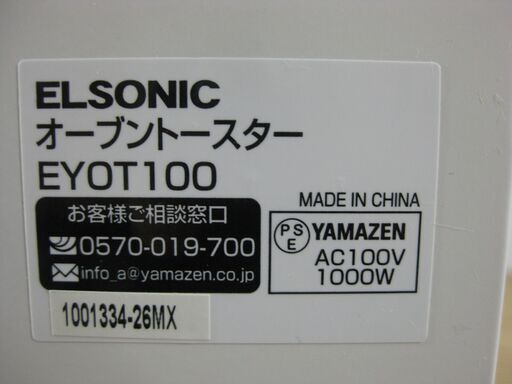 ELSONIC
オーブントースター
EYOT100
お客様ご相談窓口
0570-019-700
info_a@yamazen.co.jp
1001334-26MX
MADE IN CHINA
PSE YAMAZEN
AC100V
1000W